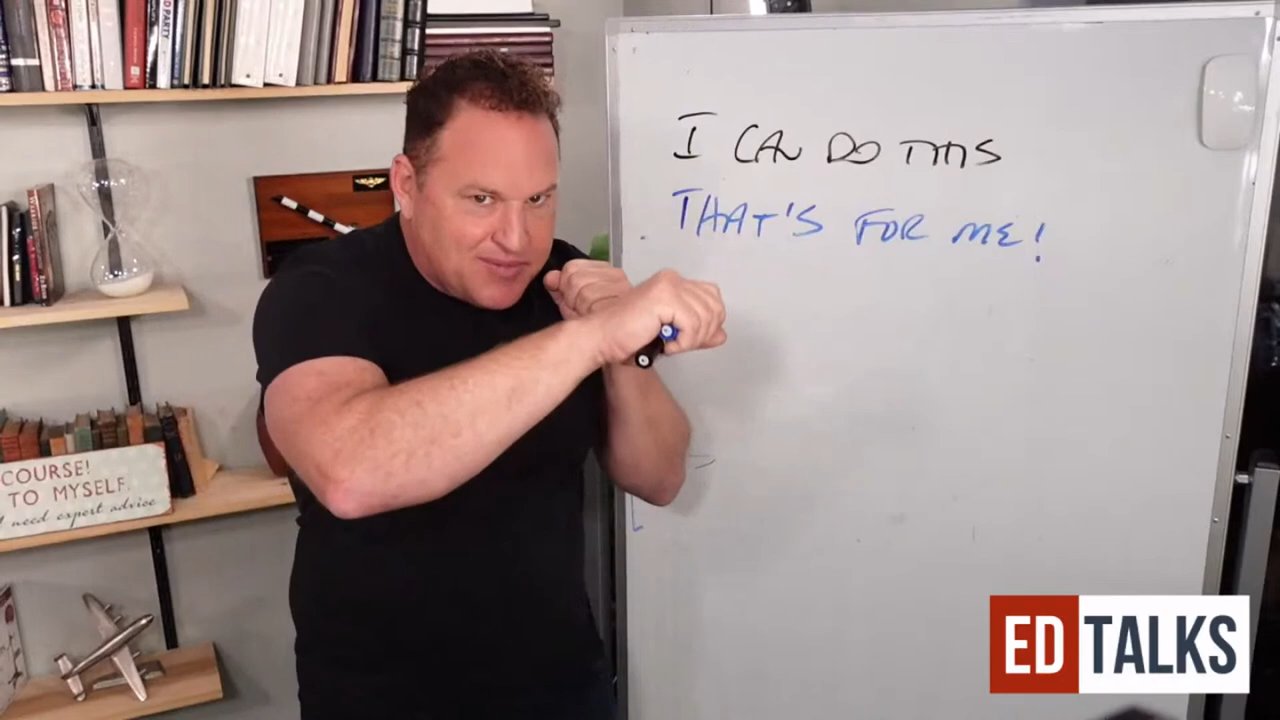 I CAN DO THIS
THAT'S FOR ME!
COURSE!
TO MYSELF.
need expert advice
ED TALKS